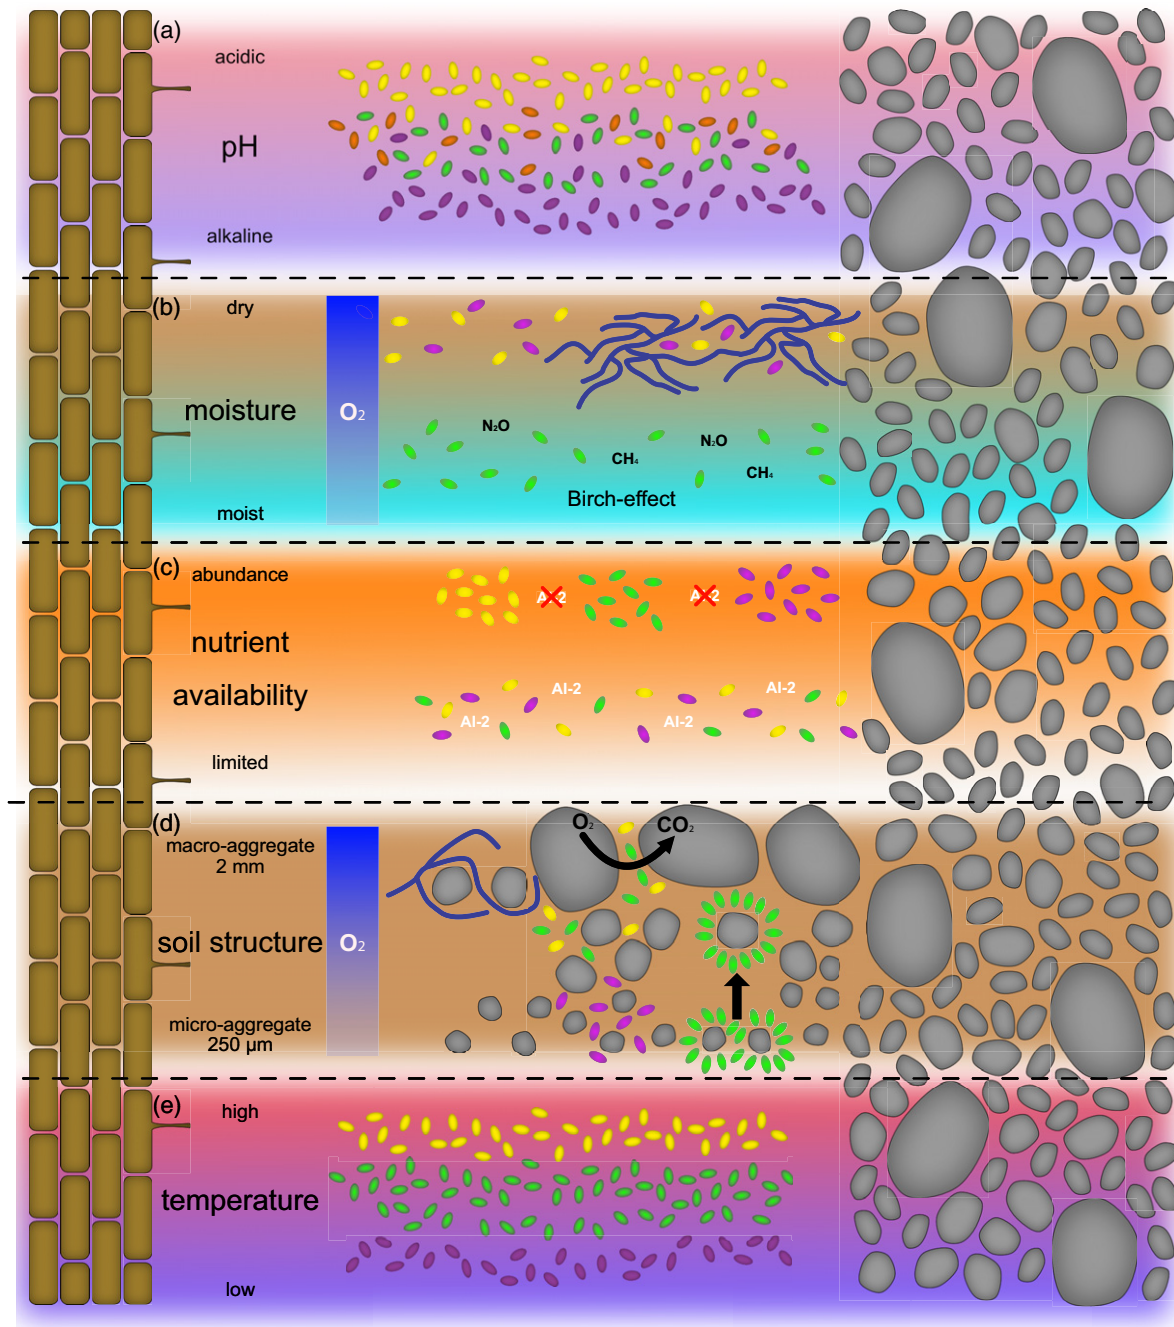 (a)
acidic
pH
alkaline
(b)
dry
moisture
O₂
N₂O
N₂O
CH₄
CH₄
Birch-effect
moist
(c)
abundance
AI-2
AI-2
nutrient
availability
AI-2
AI-2
AI-2
AI-2
limited
(d)
O₂
CO₂
macro-aggregate
2 mm
soil structure
O₂
micro-aggregate
250 µm
(e)
high
temperature
low